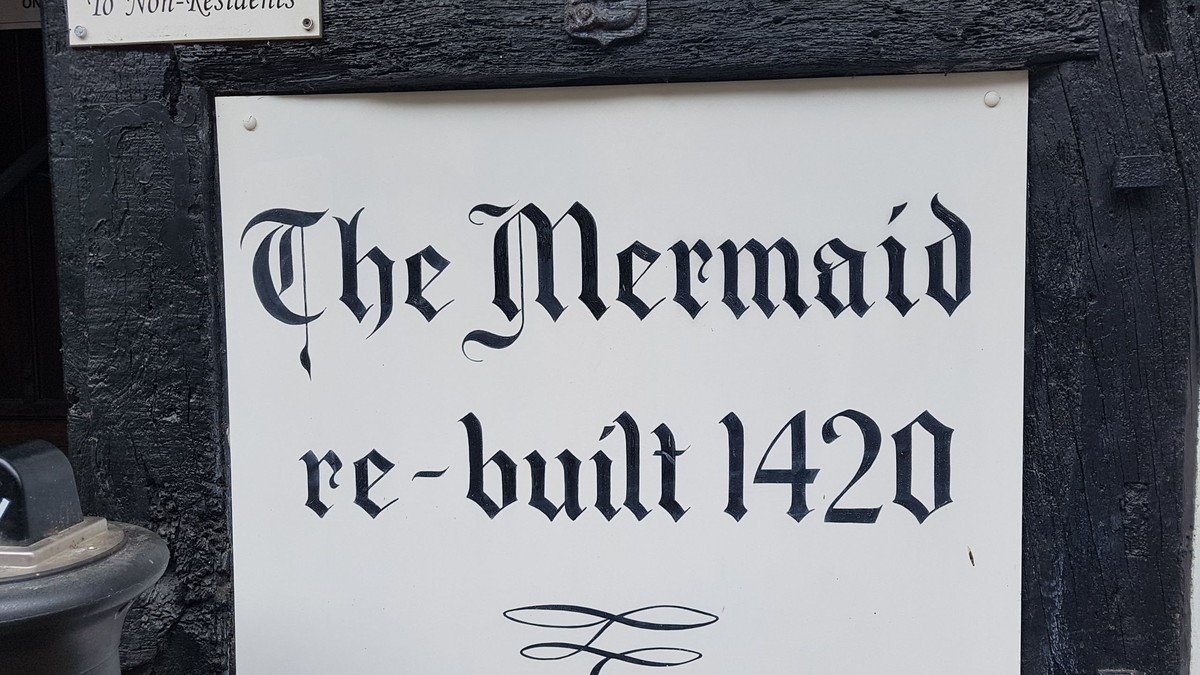 To Non-Residents
The Mermaid
re-built 1420